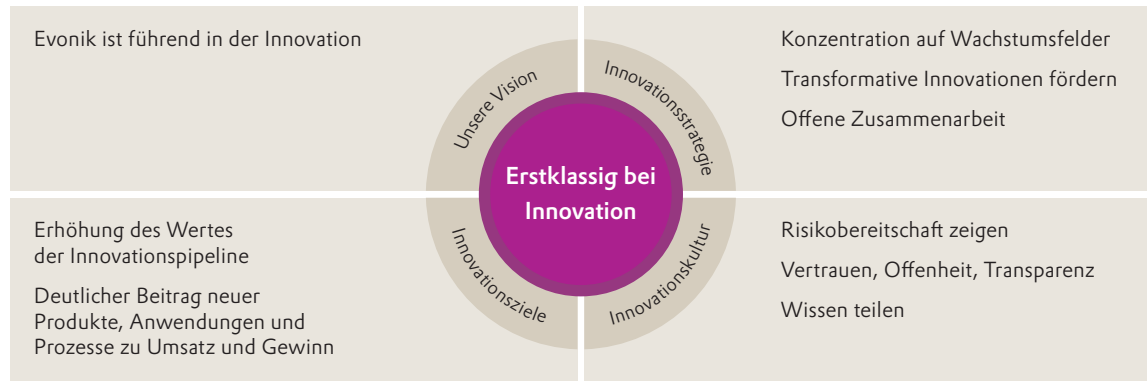 Evonik ist führend in der Innovation
Unsere Vision
Innovationsstrategie
Konzentration auf Wachstumsfelder
Transformative Innovationen fördern
Offene Zusammenarbeit
Erstklassig bei
Innovation
Erhöhung des Wertes
der Innovationspipeline
Deutlicher Beitrag neuer
Produkte, Anwendungen und
Prozesse zu Umsatz und Gewinn
Innovationsziele
Innovationskultur
Risikobereitschaft zeigen
Vertrauen, Offenheit, Transparenz
Wissen teilen